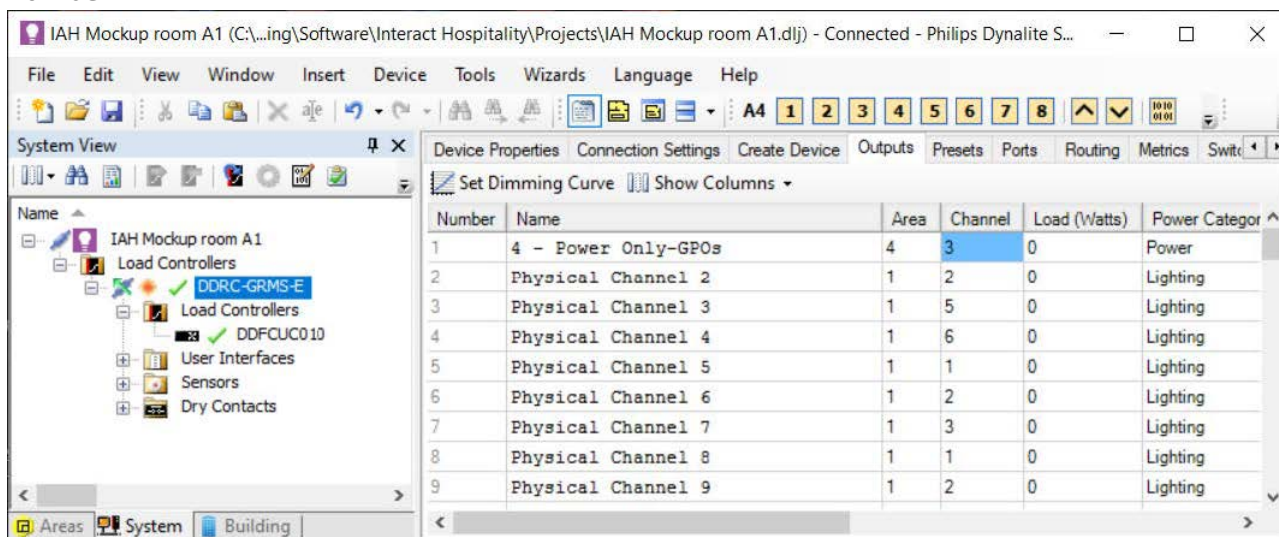 IAH Mockup room A1 (C:\...ing\Software\Interact Hospitality\Projects\IAH Mockup room A1.dlj) - Connected - Philips Dynalite S...
File Edit View Window Insert Device Tools Wizards Language Help
A4 1 2 3 4 5 6 7 8
System View
Name
IAH Mockup room A1
Load Controllers
DDRC-GRMS-E
Load Controllers
DDFCUC010
User Interfaces
Sensors
Dry Contacts
Areas System Building
Device Properties Connection Settings Create Device Outputs Presets Ports Routing Metrics Switc
Set Dimming Curve Show Columns
Number Name Area Channel Load (Watts) Power Categor
1 4 - Power Only-GPOs 4 3 0 Power
2 Physical Channel 2 1 2 0 Lighting
3 Physical Channel 3 1 5 0 Lighting
4 Physical Channel 4 1 6 0 Lighting
5 Physical Channel 5 1 1 0 Lighting
6 Physical Channel 6 1 2 0 Lighting
7 Physical Channel 7 1 3 0 Lighting
8 Physical Channel 8 1 1 0 Lighting
9 Physical Channel 9 1 2 0 Lighting